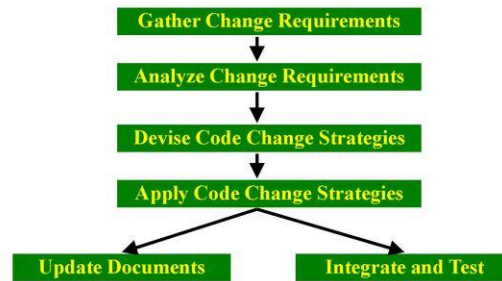 Gather Change Requirements
Analyze Change Requirements
Devise Code Change Strategies
Apply Code Change Strategies
Update Documents
Integrate and Test